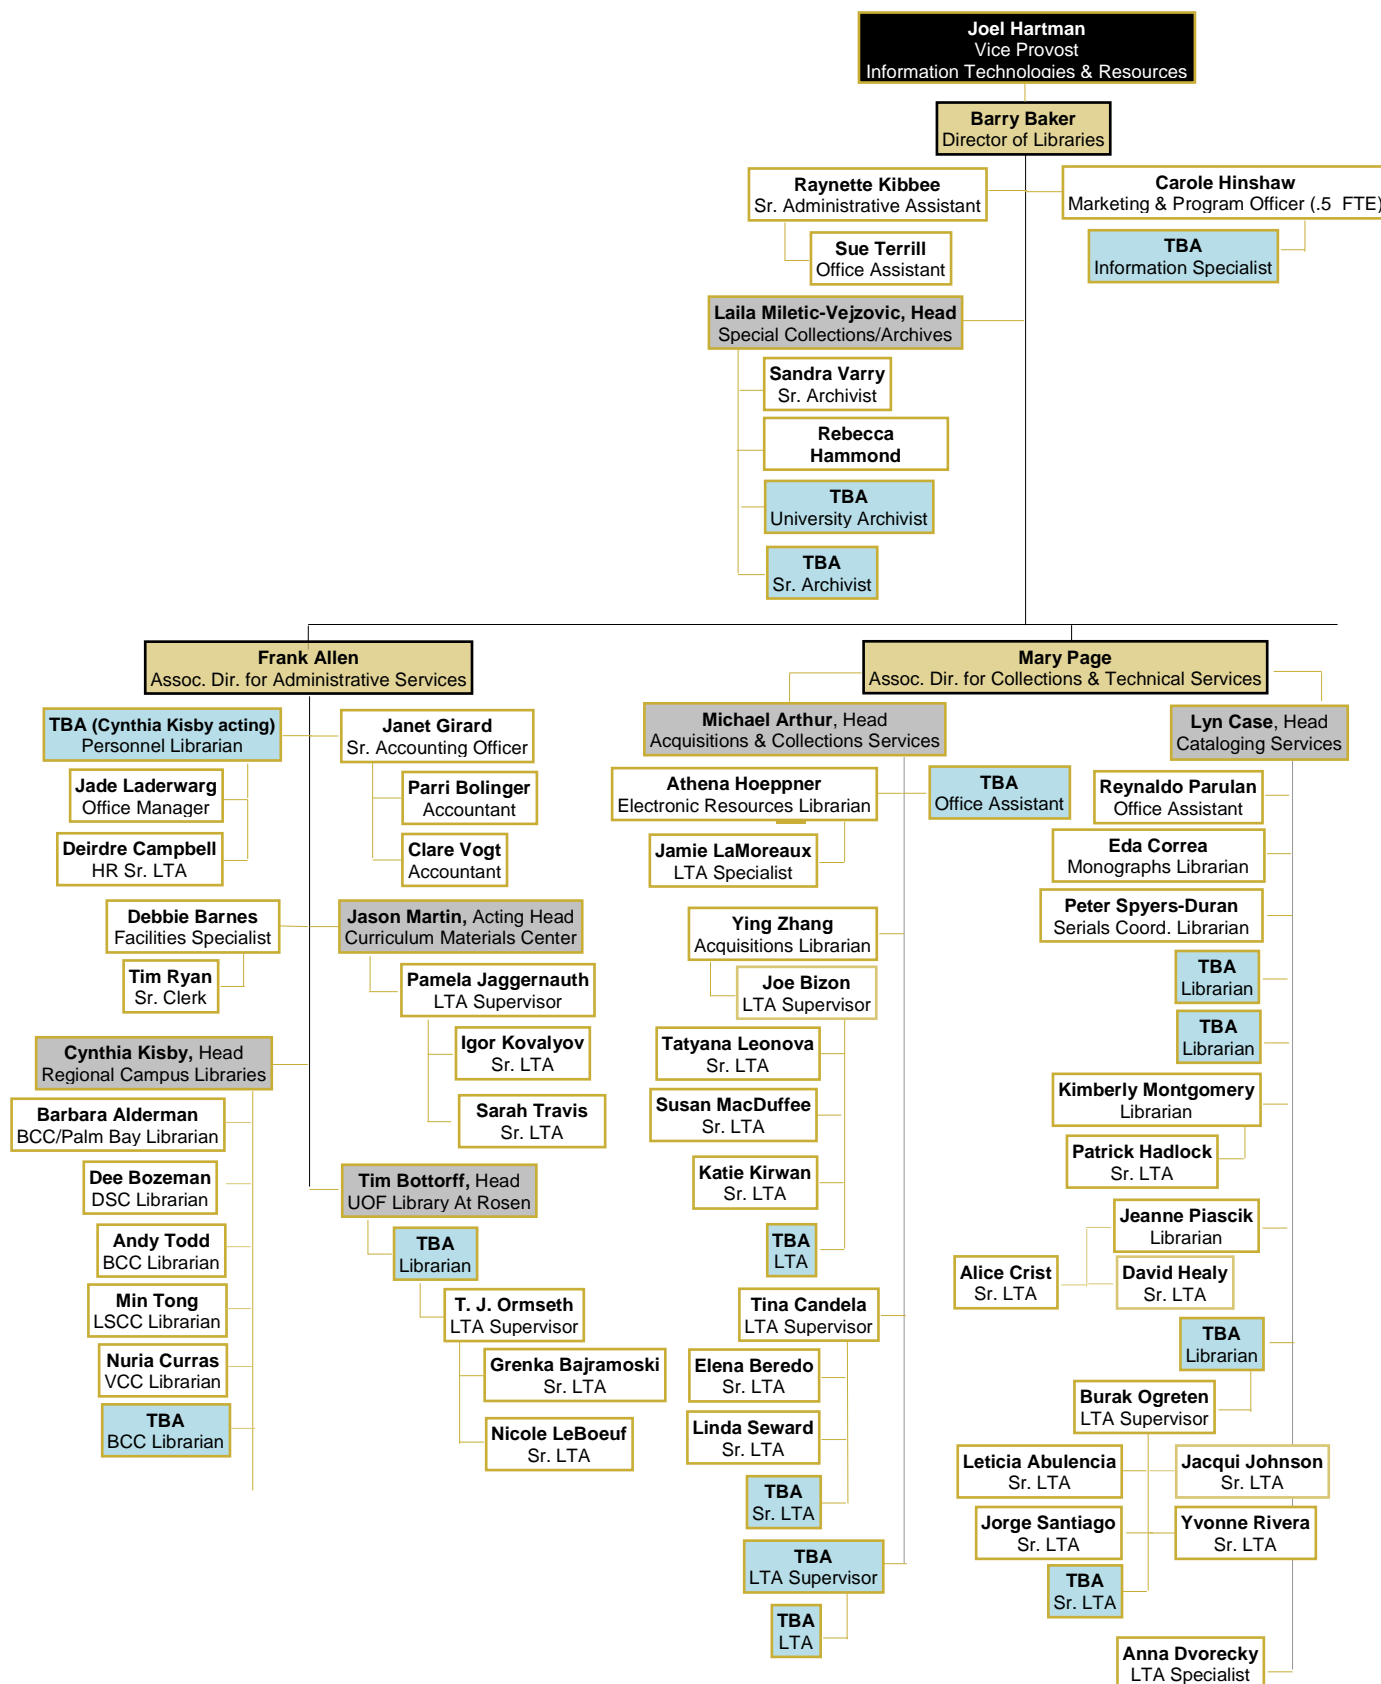 Joel Hartman
Vice Provost
Information Technologies & Resources
Barry Baker
Director of Libraries
Raynette Kibbee
Sr. Administrative Assistant
Carole Hinshaw
Marketing & Program Officer (.5 FTE)
Sue Terrill
Office Assistant
TBA
Information Specialist
Laila Miletic-Vejzovic, Head
Special Collections/Archives
Sandra Varry
Sr. Archivist
Rebecca
Hammond
TBA
University Archivist
TBA
Sr. Archivist
Frank Allen
Assoc. Dir. for Administrative Services
TBA (Cynthia Kisby acting)
Personnel Librarian
Jade Laderwarg
Office Manager
Deirdre Campbell
HR Sr. LTA
Janet Girard
Sr. Accounting Officer
Parri Bolinger
Accountant
Clare Vogt
Accountant
Debbie Barnes
Facilities Specialist
Tim Ryan
Sr. Clerk
Jason Martin, Acting Head
Curriculum Materials Center
Pamela Jaggernauth
LTA Supervisor
Igor Kovalyov
Sr. LTA
Sarah Travis
Sr. LTA
Cynthia Kisby, Head
Regional Campus Libraries
Barbara Alderman
BCC/Palm Bay Librarian
Dee Bozeman
DSC Librarian
Andy Todd
BCC Librarian
Min Tong
LSCC Librarian
Nuria Curras
VCC Librarian
TBA
BCC Librarian
Tim Bottorff, Head
UOF Library At Rosen
TBA
Librarian
T. J. Ormseth
LTA Supervisor
Grenka Bajramoski
Sr. LTA
Nicole LeBoeuf
Sr. LTA
Mary Page
Assoc. Dir. for Collections & Technical Services
Michael Arthur, Head
Acquisitions & Collections Services
Athena Hoeppner
Electronic Resources Librarian
TBA
Office Assistant
Jamie LaMoreaux
LTA Specialist
Ying Zhang
Acquisitions Librarian
Joe Bizon
LTA Supervisor
Tatyana Leonova
Sr. LTA
Susan MacDuffee
Sr. LTA
Katie Kirwan
Sr. LTA
TBA
LTA
Tina Candela
LTA Supervisor
Elena Beredo
Sr. LTA
Linda Seward
Sr. LTA
TBA
Sr. LTA
TBA
LTA Supervisor
TBA
LTA
Lyn Case, Head
Cataloging Services
Reynaldo Parulan
Office Assistant
Eda Correa
Monographs Librarian
Peter Spyers-Duran
Serials Coord. Librarian
TBA
Librarian
TBA
Librarian
Kimberly Montgomery
Librarian
Patrick Hadlock
Sr. LTA
Jeanne Piascik
Librarian
Alice Crist
Sr. LTA
David Healy
Sr. LTA
TBA
Librarian
Burak Ogreten
LTA Supervisor
Leticia Abulencia
Sr. LTA
Jacqui Johnson
Sr. LTA
Jorge Santiago
Sr. LTA
Yvonne Rivera
Sr. LTA
TBA
Sr. LTA
Anna Dvorecky
LTA Specialist